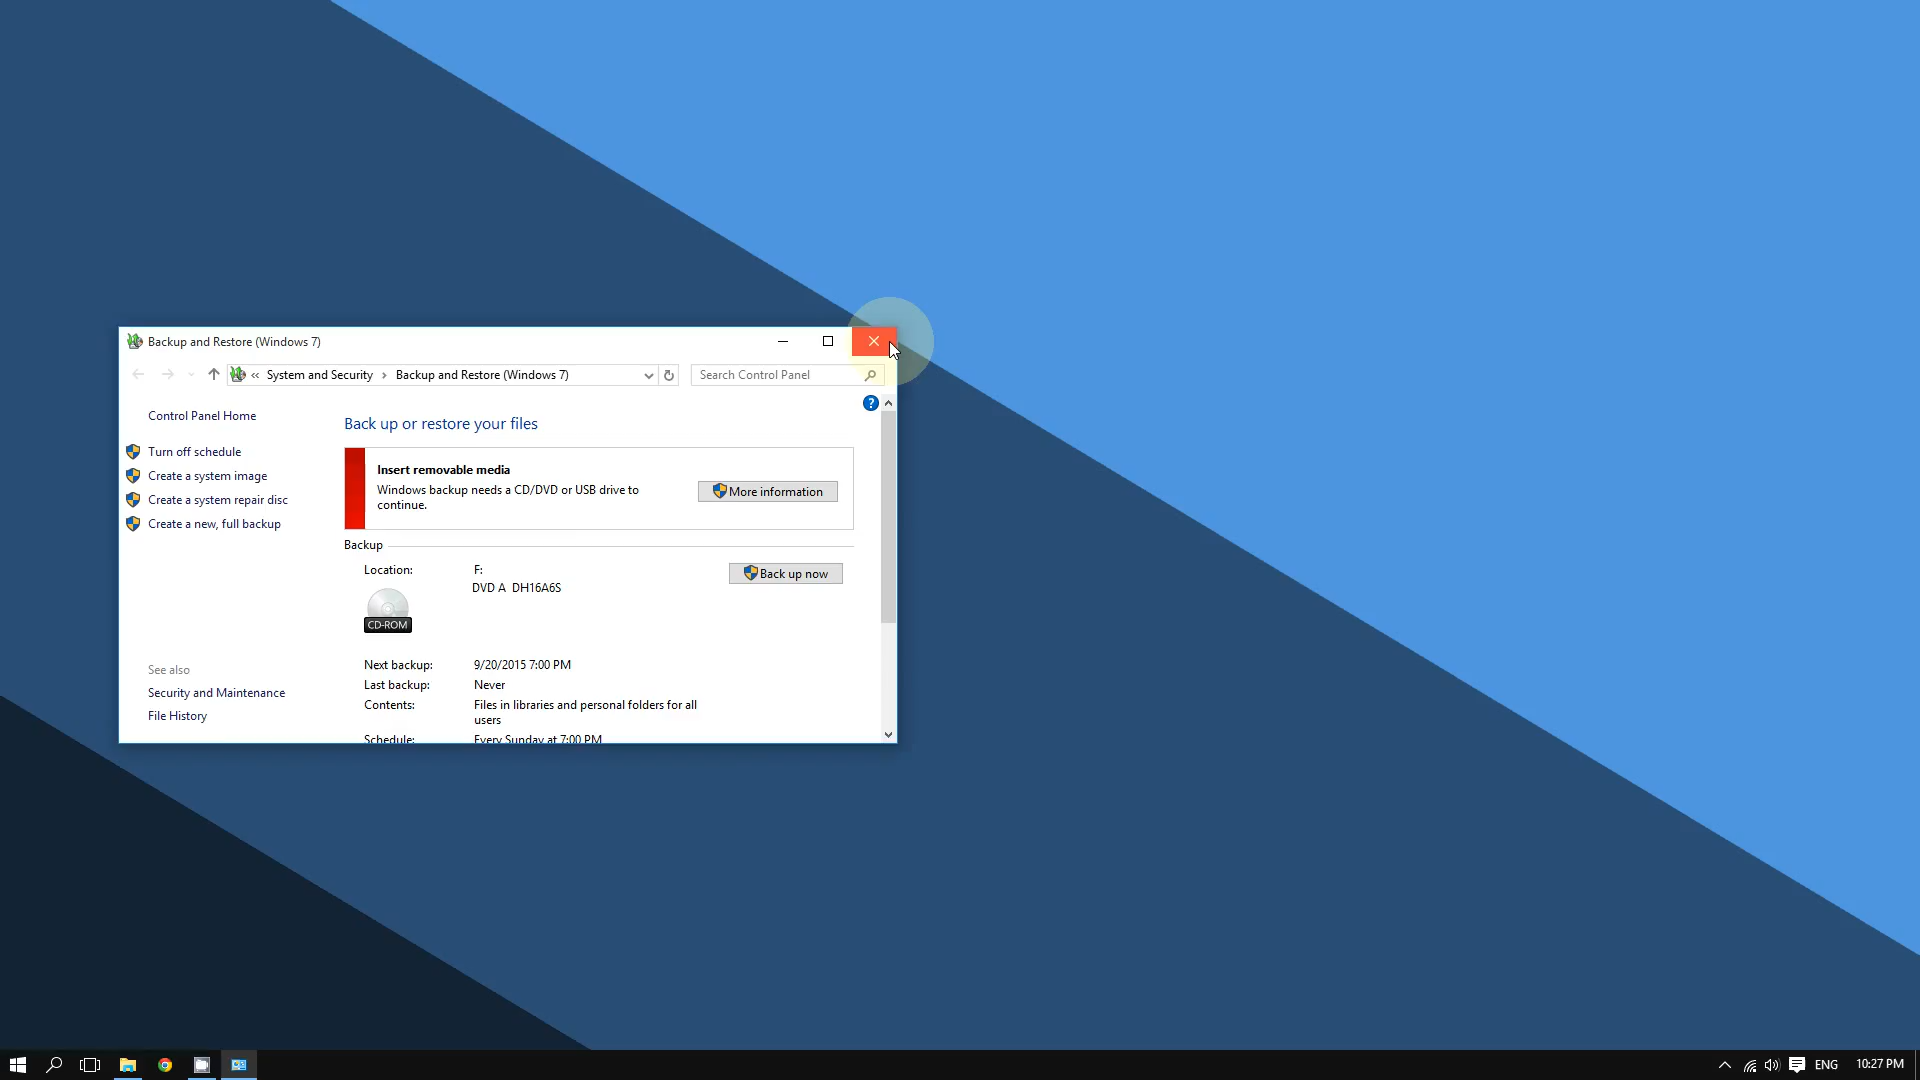 Backup and Restore (Windows 7)
« System and Security › Backup and Restore (Windows 7)
Search Control Panel
Control Panel Home
Turn off schedule
Create a system image
Create a system repair disc
Create a new, full backup
See also
Security and Maintenance
File History
?
Back up or restore your files
Insert removable media
Windows backup needs a CD/DVD or USB drive to
continue.
More information
Backup
Location:
F:
DVD A  DH16A6S
Back up now
CD-ROM
Next backup: 9/20/2015 7:00 PM
Last backup: Never
Contents: Files in libraries and personal folders for all
users
Schedule: Every Sunday at 7:00 PM
ENG
10:27 PM